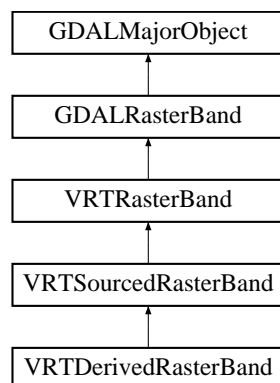 GDALMajorObject
GDALRasterBand
VRTRasterBand
VRTSourcedRasterBand
VRTDerivedRasterBand